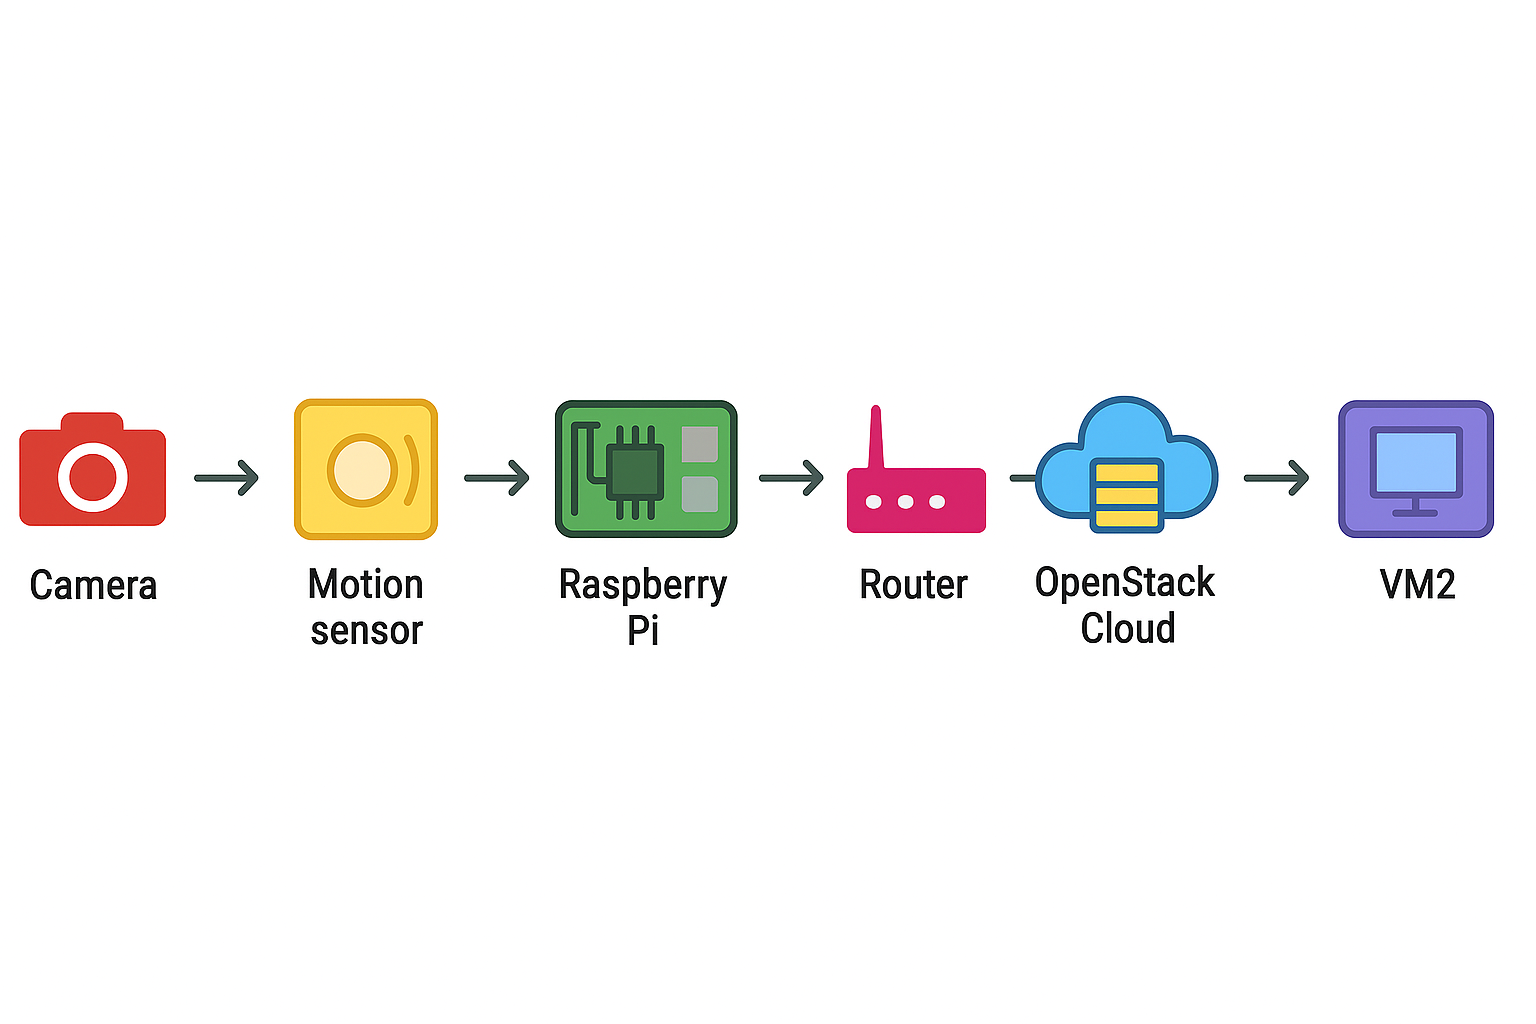 Camera
Motion
sensor
Raspberry
Pi
Router
OpenStack
Cloud
VM2